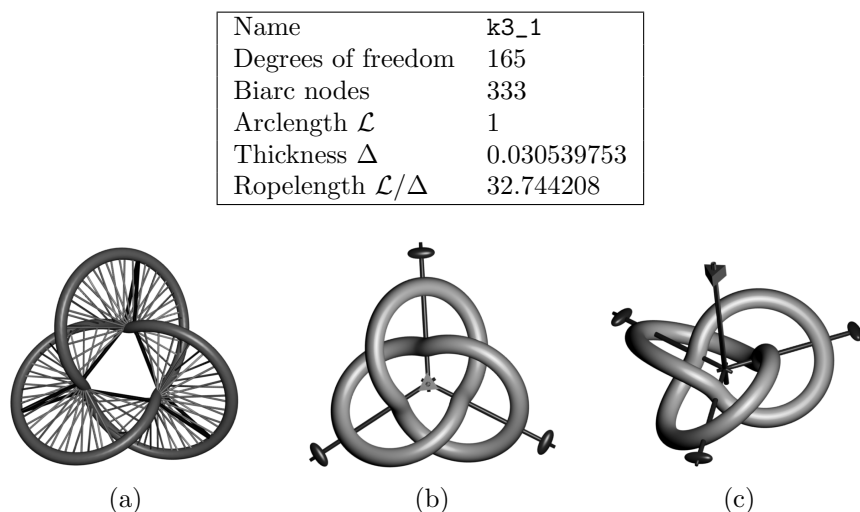 Name k3_1
Degrees of freedom 165
Biarc nodes 333
Arclength ℒ 1
Thickness Δ 0.030539753
Ropelength ℒ/Δ 32.744208
(a) (b) (c)